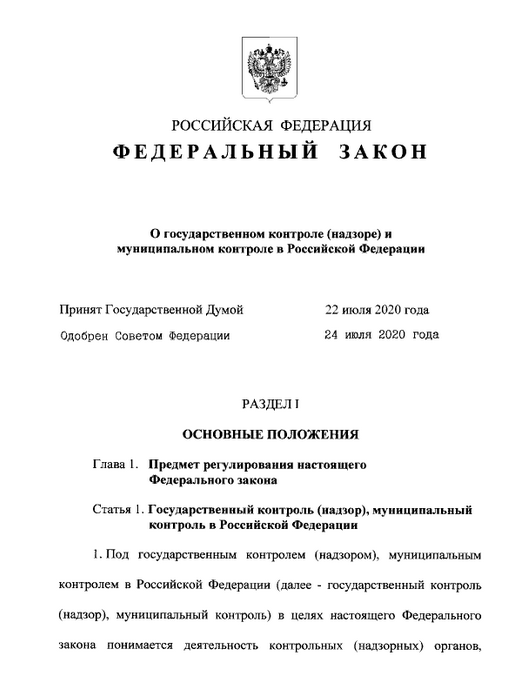 РОССИЙСКАЯ ФЕДЕРАЦИЯ
ФЕДЕРАЛЬНЫЙ ЗАКОН
О государственном контроле (надзоре) и
муниципальном контроле в Российской Федерации
Принят Государственной Думой 22 июля 2020 года
Одобрен Советом Федерации 24 июля 2020 года
РАЗДЕЛ I
ОСНОВНЫЕ ПОЛОЖЕНИЯ
Глава 1. Предмет регулирования настоящего
Федерального закона
Статья 1. Государственный контроль (надзор), муниципальный
контроль в Российской Федерации
1. Под государственным контролем (надзором), муниципальным
контролем в Российской Федерации (далее - государственный контроль
(надзор), муниципальный контроль) в целях настоящего Федерального
закона понимается деятельность контрольных (надзорных) органов,